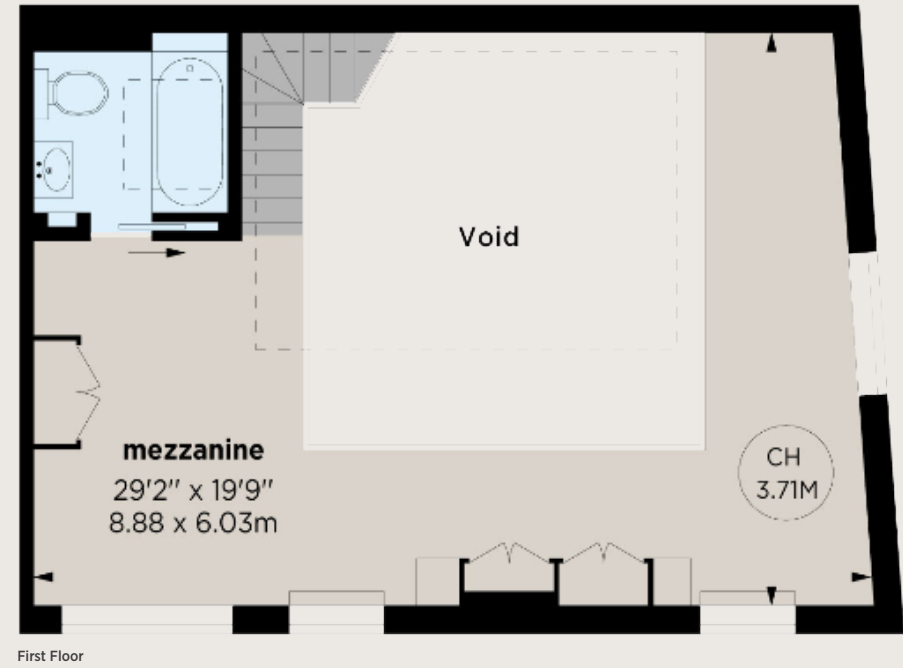 Void
mezzanine
29'2" x 19'9"
8.88 x 6.03m
CH
3.71M
First Floor